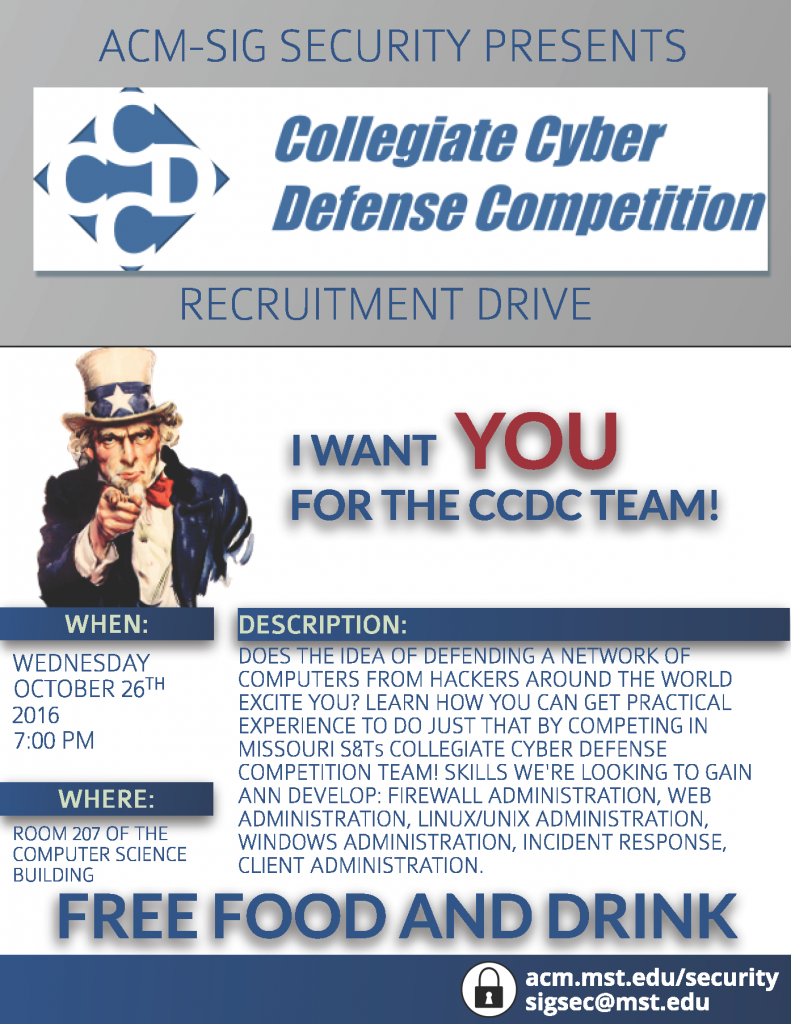 ACM-SIG SECURITY PRESENTS
CCDC
Collegiate Cyber
Defense Competition
RECRUITMENT DRIVE
I WANT YOU
FOR THE CCDC TEAM!
WHEN:
WEDNESDAY
OCTOBER 26TH
2016
7:00 PM
WHERE:
ROOM 207 OF THE
COMPUTER SCIENCE
BUILDING
DESCRIPTION:
DOES THE IDEA OF DEFENDING A NETWORK OF
COMPUTERS FROM HACKERS AROUND THE WORLD
EXCITE YOU? LEARN HOW YOU CAN GET PRACTICAL
EXPERIENCE TO DO JUST THAT BY COMPETING IN
MISSOURI S&Ts COLLEGIATE CYBER DEFENSE
COMPETITION TEAM! SKILLS WE'RE LOOKING TO GAIN
ANN DEVELOP: FIREWALL ADMINISTRATION, WEB
ADMINISTRATION, LINUX/UNIX ADMINISTRATION,
WINDOWS ADMINISTRATION, INCIDENT RESPONSE,
CLIENT ADMINISTRATION.
FREE FOOD AND DRINK
acm.mst.edu/security
sigsec@mst.edu